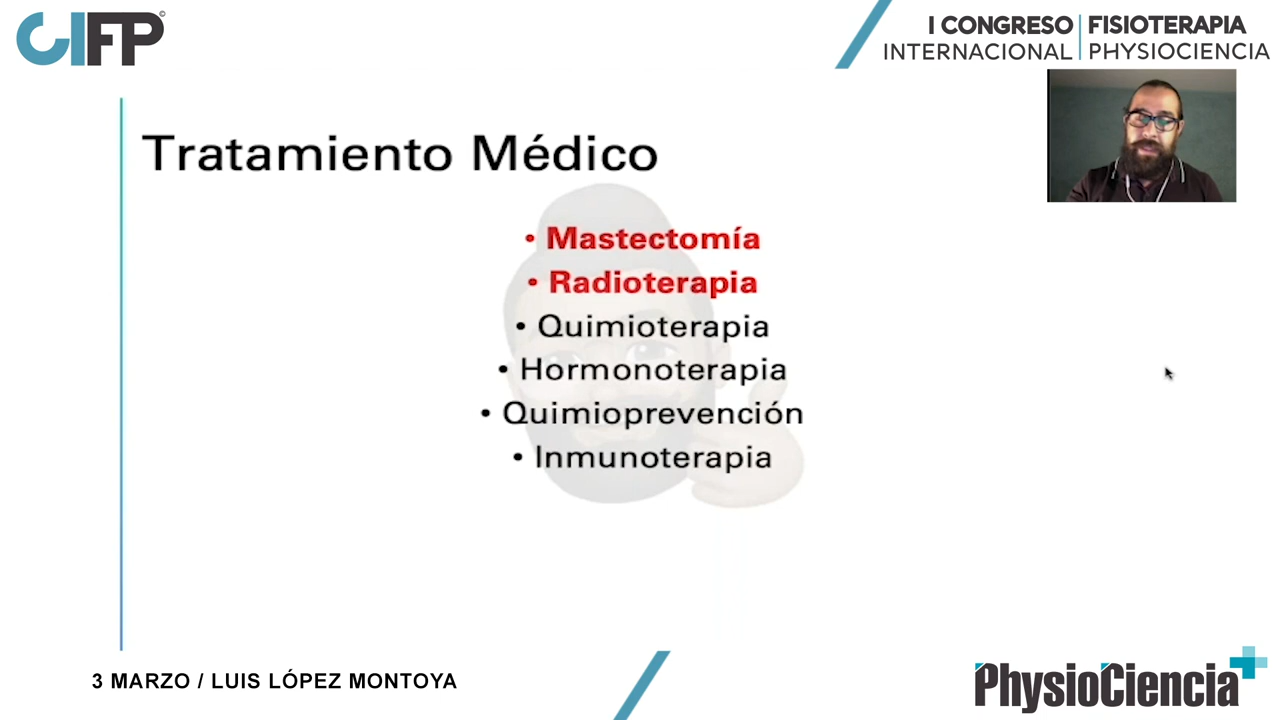 CIFP©
I CONGRESO
INTERNACIONAL
FISIOTERAPIA
PHYSIOCIENCIA
Tratamiento Médico
• Mastectomía
• Radioterapia
• Quimioterapia
• Hormonoterapia
• Quimioprevención
• Inmunoterapia
3 MARZO / LUIS LÓPEZ MONTOYA
PhysioCiencia